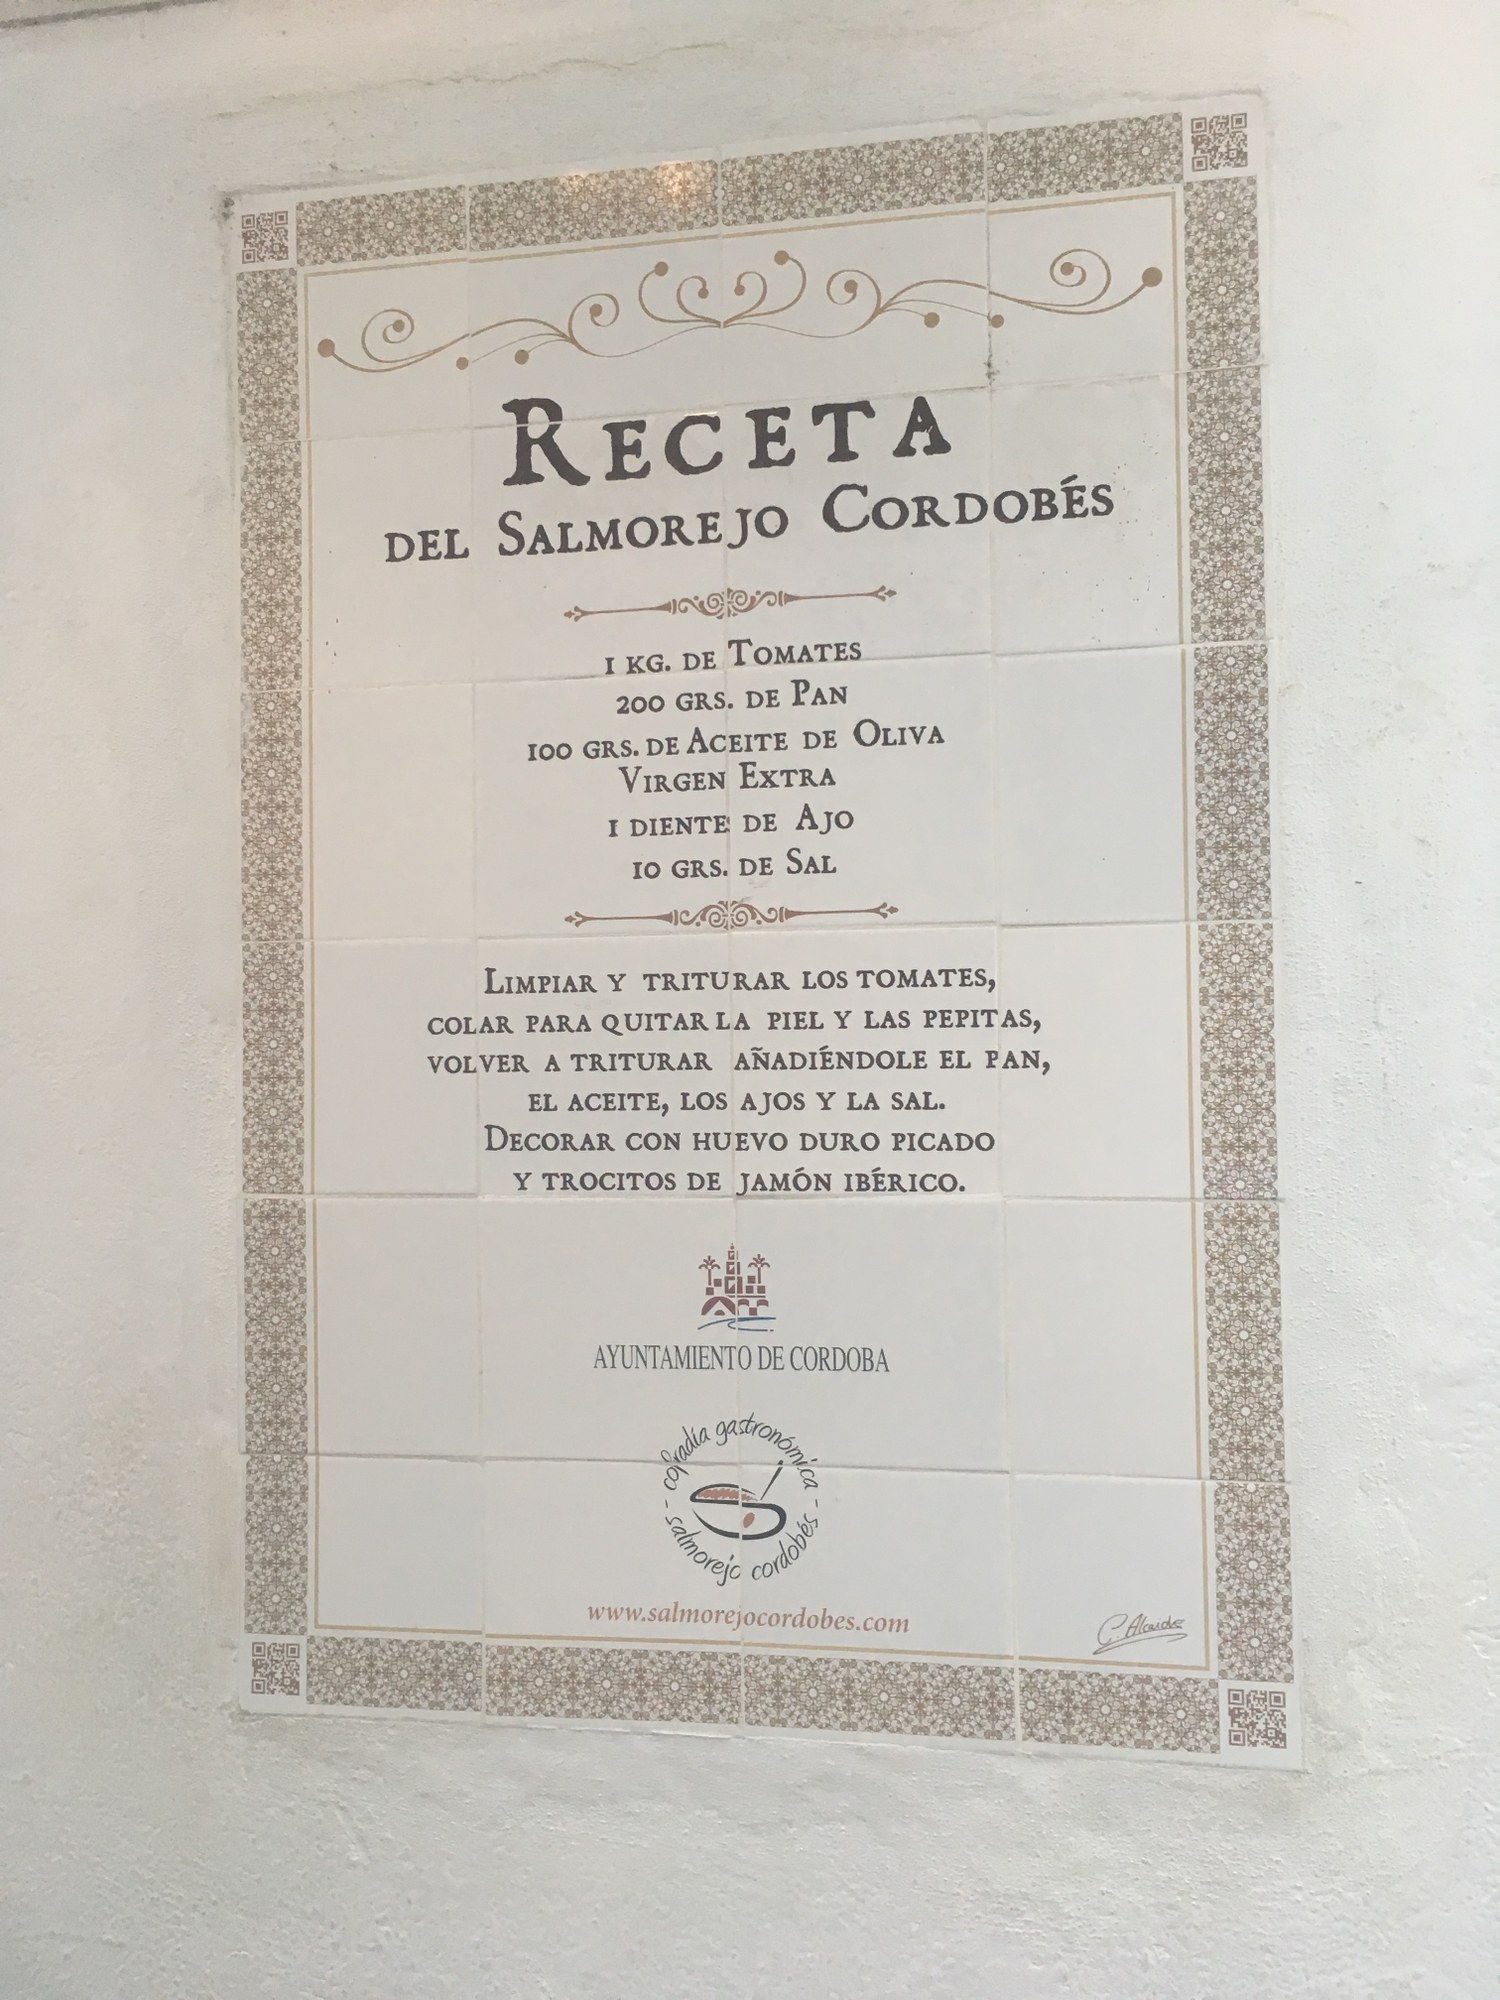 RECETA
DEL SALMOREJO CORDOBÉS
1 KG. DE TOMATES
200 GRS. DE PAN
100 GRS. DE ACEITE DE OLIVA
VIRGEN EXTRA
1 DIENTE DE AJO
10 GRS. DE SAL
LIMPIAR Y TRITURAR LOS TOMATES,
COLAR PARA QUITAR LA PIEL Y LAS PEPITAS,
VOLVER A TRITURAR AÑADIÉNDOLE EL PAN,
EL ACEITE, LOS AJOS Y LA SAL.
DECORAR CON HUEVO DURO PICADO
Y TROCITOS DE JAMÓN IBÉRICO.
AYUNTAMIENTO DE CORDOBA
cofradía gastronómica
- salmorejo cordobés -
www.salmorejocordobes.com